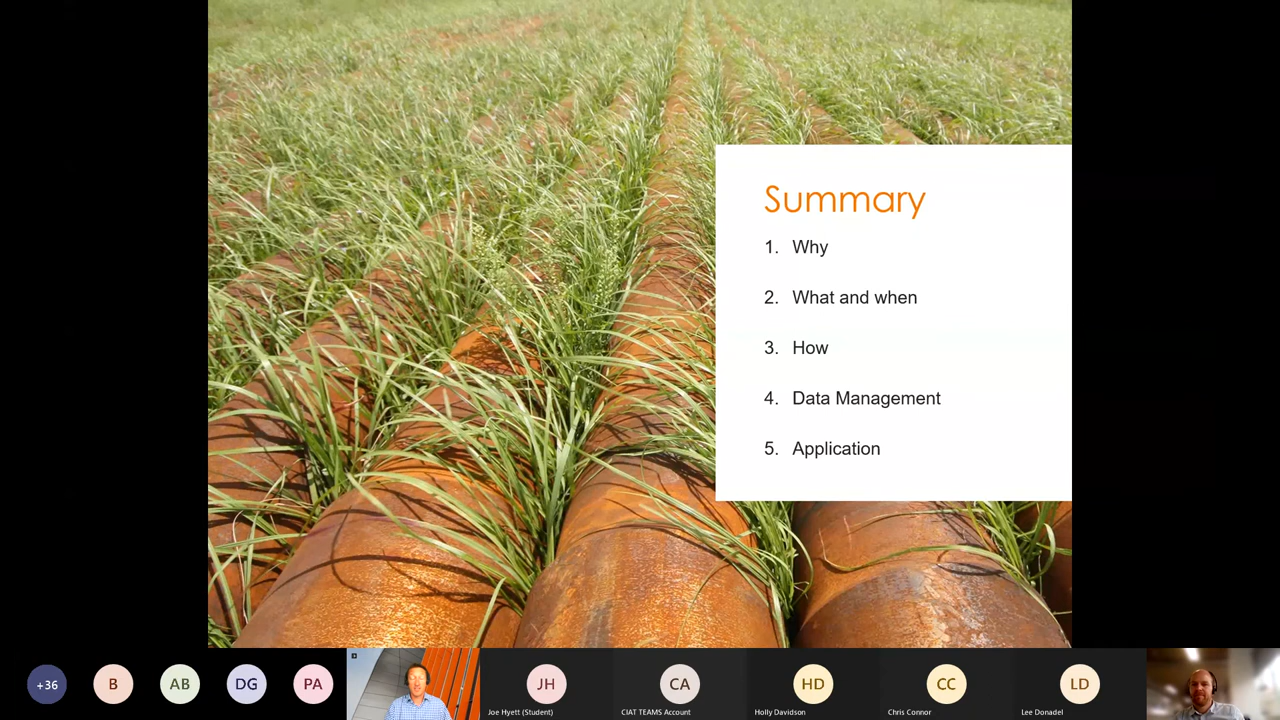 Summary
1. Why
2. What and when
3. How
4. Data Management
5. Application
+36
B
AB
DG
PA
JH
Joe Hyett (Student)
CA
CIAT TEAMS Account
HD
Holly Davidson
CC
Chris Connor
LD
Lee Donadel